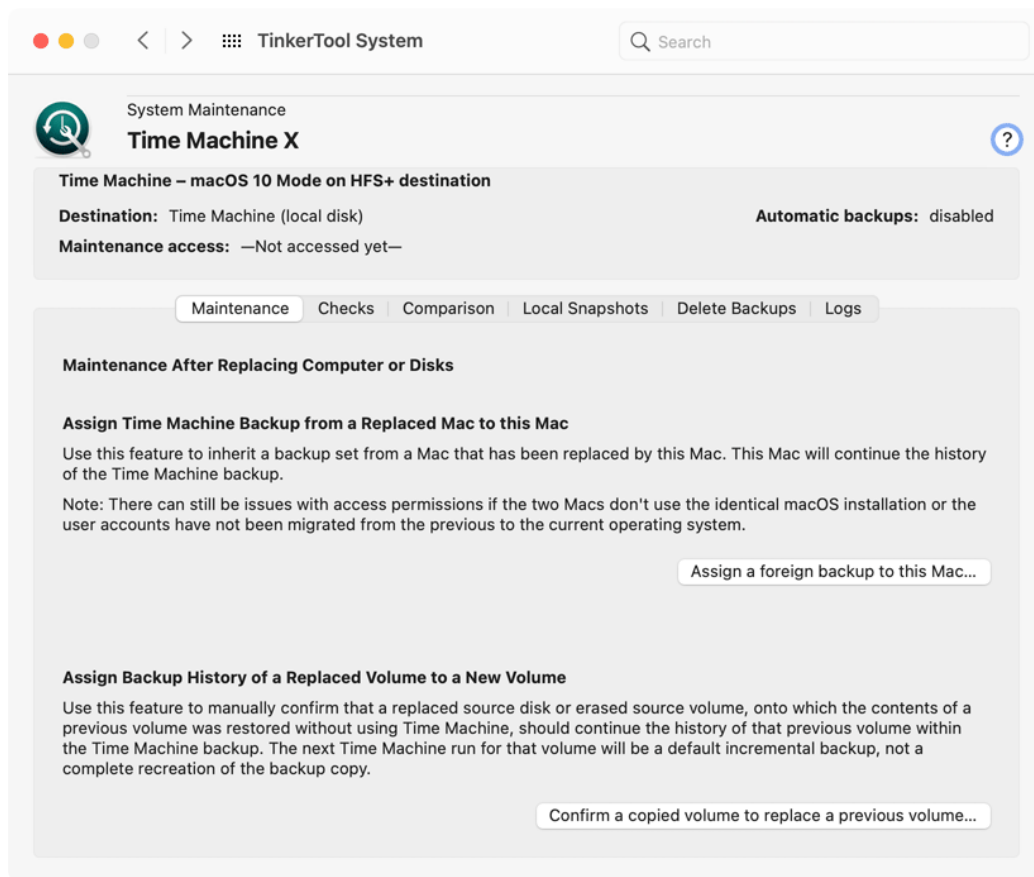 TinkerTool System
Search
System Maintenance
Time Machine X
?
Time Machine – macOS 10 Mode on HFS+ destination
Destination: Time Machine (local disk)
Automatic backups: disabled
Maintenance access: —Not accessed yet—
Maintenance
Checks
Comparison
Local Snapshots
Delete Backups
Logs
Maintenance After Replacing Computer or Disks
Assign Time Machine Backup from a Replaced Mac to this Mac
Use this feature to inherit a backup set from a Mac that has been replaced by this Mac. This Mac will continue the history
of the Time Machine backup.
Note: There can still be issues with access permissions if the two Macs don't use the identical macOS installation or the
user accounts have not been migrated from the previous to the current operating system.
Assign a foreign backup to this Mac...
Assign Backup History of a Replaced Volume to a New Volume
Use this feature to manually confirm that a replaced source disk or erased source volume, onto which the contents of a
previous volume was restored without using Time Machine, should continue the history of that previous volume within
the Time Machine backup. The next Time Machine run for that volume will be a default incremental backup, not a
complete recreation of the backup copy.
Confirm a copied volume to replace a previous volume...